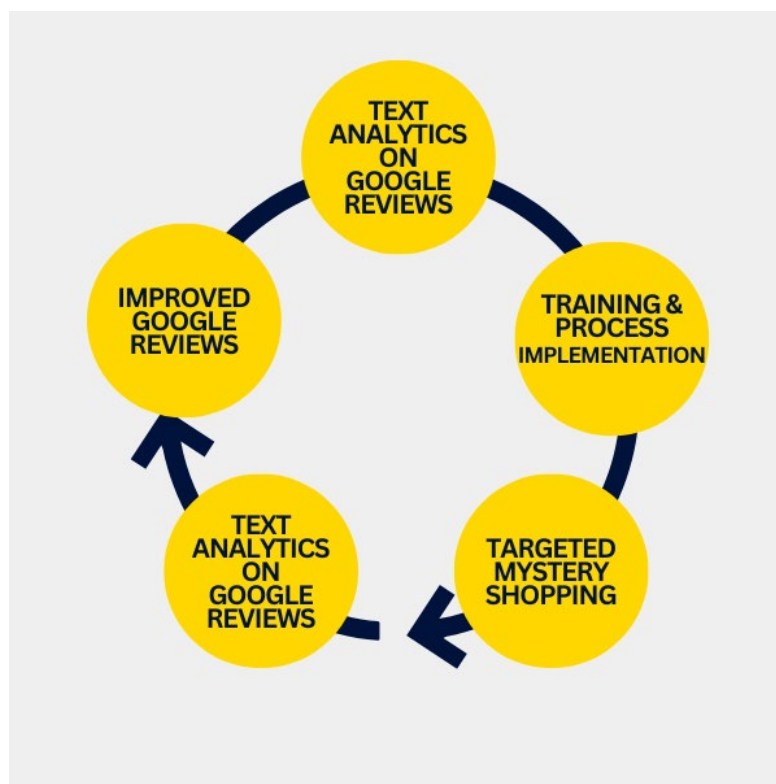 TEXT
ANALYTICS
ON
GOOGLE
REVIEWS
TRAINING &
PROCESS
IMPLEMENTATION
TARGETED
MYSTERY
SHOPPING
TEXT
ANALYTICS
ON
GOOGLE
REVIEWS
IMPROVED
GOOGLE
REVIEWS